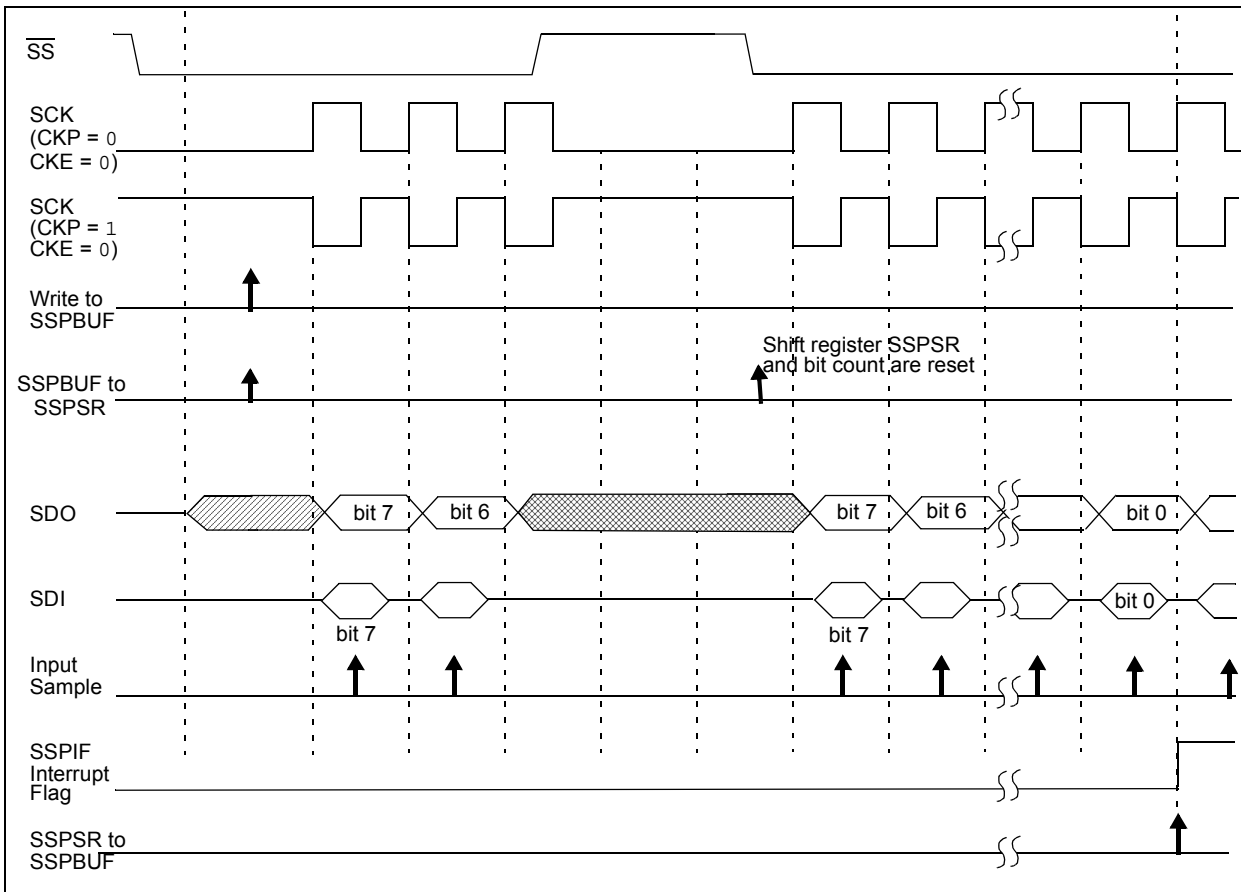 SS
SCK
(CKP = 0
CKE = 0)
SCK
(CKP = 1
CKE = 0)
Write to
SSPBUF
Shift register SSPSR
and bit count are reset
SSPBUF to
SSPSR
SDO
bit 7
bit 6
bit 7
bit 6
bit 0
SDI
bit 0
bit 7
bit 7
Input
Sample
SSPIF
Interrupt
Flag
SSPSR to
SSPBUF